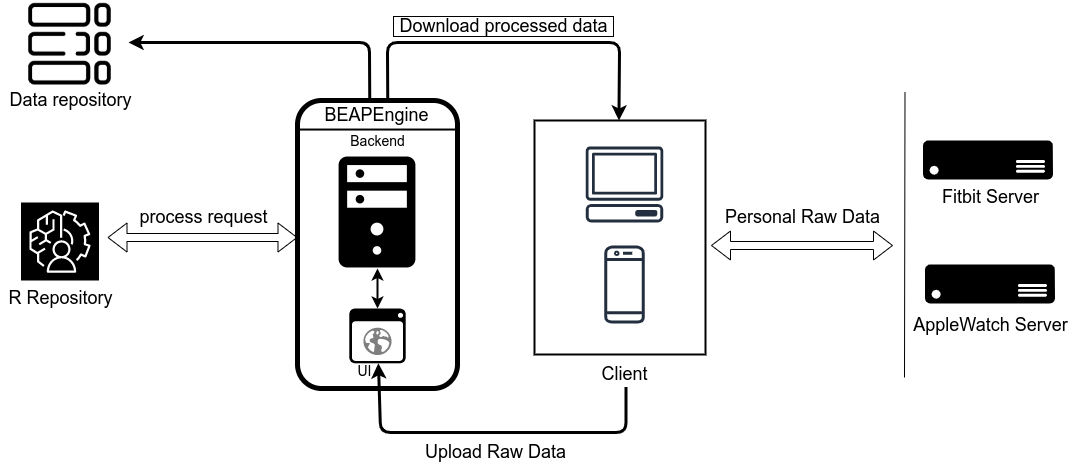 Download processed data
Data repository
BEAPEngine
Backend
process request
R Repository
UI
Upload Raw Data
Client
Personal Raw Data
Fitbit Server
AppleWatch Server